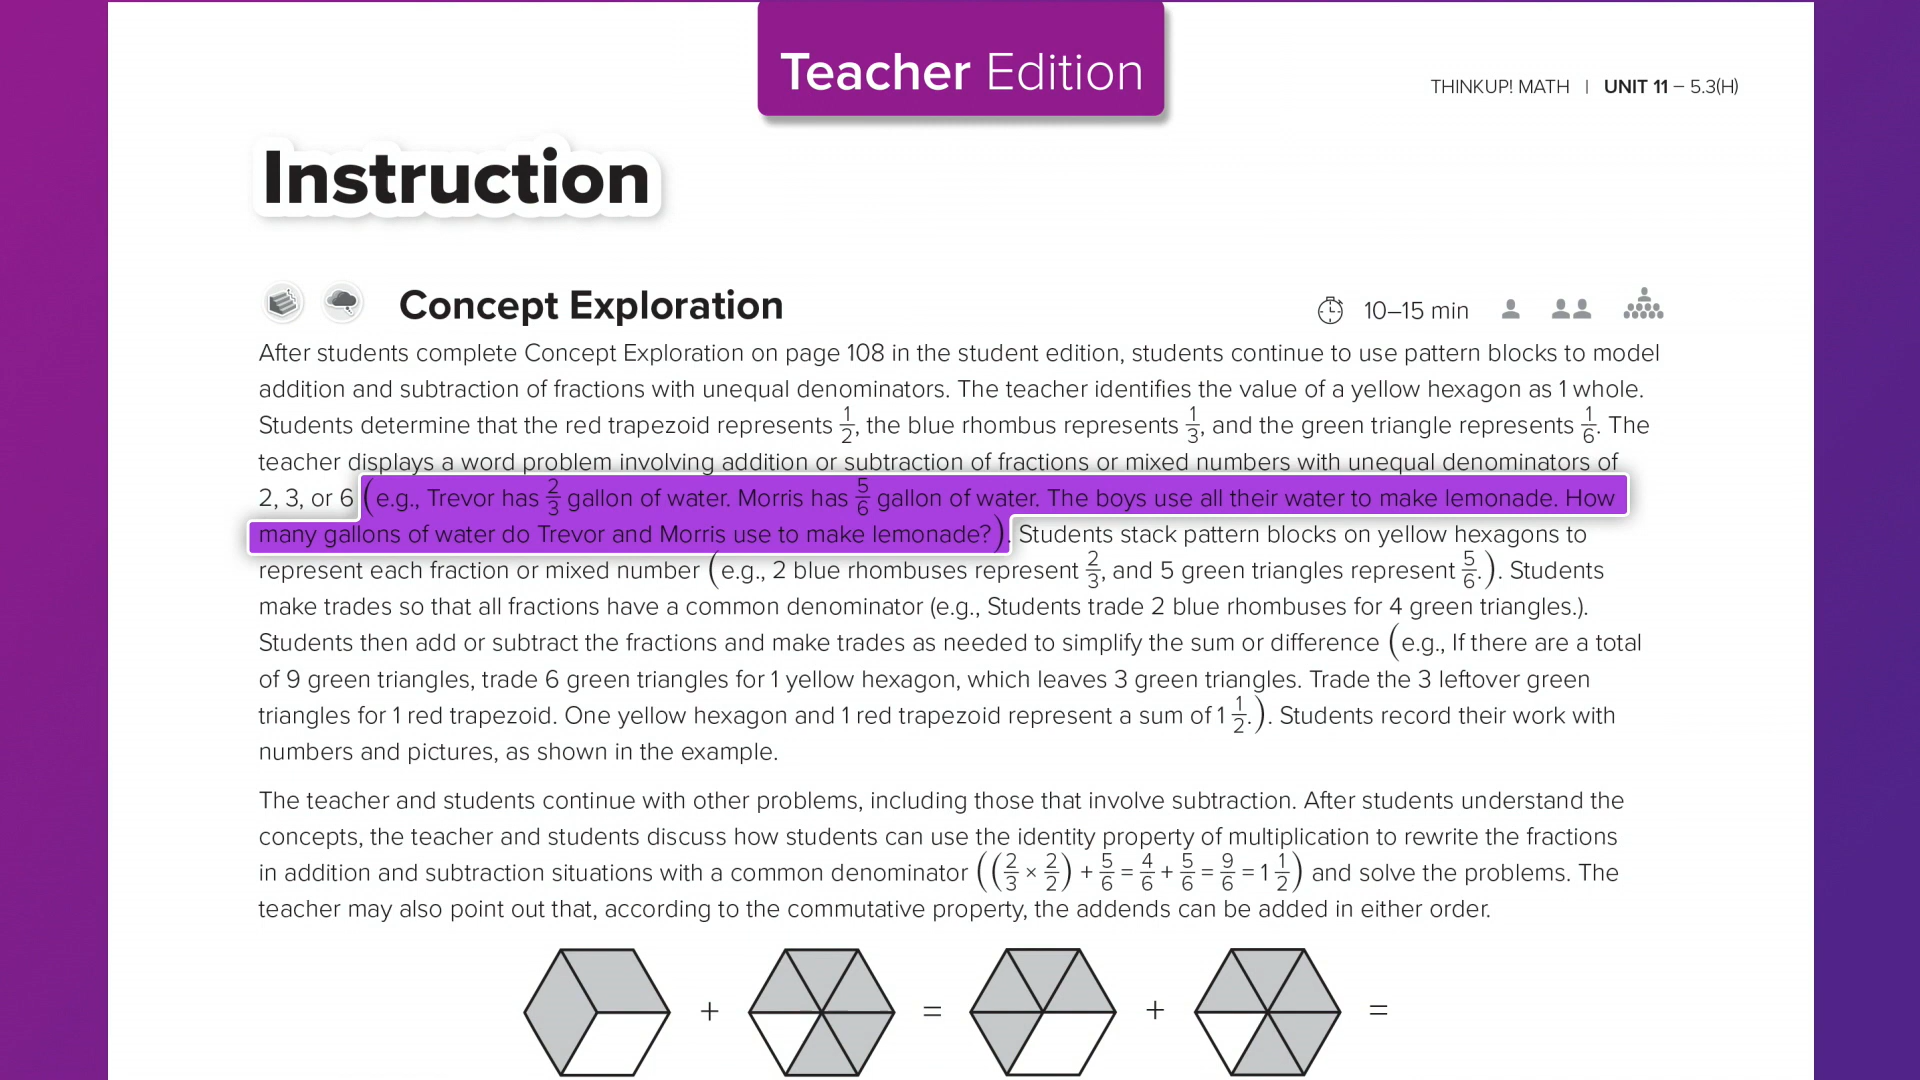 Teacher Edition
THINKUP! MATH | UNIT 11 – 5.3(H)
Instruction
Concept Exploration
10–15 min
After students complete Concept Exploration on page 108 in the student edition, students continue to use pattern blocks to model
addition and subtraction of fractions with unequal denominators. The teacher identifies the value of a yellow hexagon as 1 whole.
Students determine that the red trapezoid represents 1/2, the blue rhombus represents 1/3, and the green triangle represents 1/6. The
teacher displays a word problem involving addition or subtraction of fractions or mixed numbers with unequal denominators of
2, 3, or 6 (e.g., Trevor has 2/3 gallon of water. Morris has 5/6 gallon of water. The boys use all their water to make lemonade. How
many gallons of water do Trevor and Morris use to make lemonade?). Students stack pattern blocks on yellow hexagons to
represent each fraction or mixed number (e.g., 2 blue rhombuses represent 2/3, and 5 green triangles represent 5/6.). Students
make trades so that all fractions have a common denominator (e.g., Students trade 2 blue rhombuses for 4 green triangles.).
Students then add or subtract the fractions and make trades as needed to simplify the sum or difference (e.g., If there are a total
of 9 green triangles, trade 6 green triangles for 1 yellow hexagon, which leaves 3 green triangles. Trade the 3 leftover green
triangles for 1 red trapezoid. One yellow hexagon and 1 red trapezoid represent a sum of 1 1/2.). Students record their work with
numbers and pictures, as shown in the example.
The teacher and students continue with other problems, including those that involve subtraction. After students understand the
concepts, the teacher and students discuss how students can use the identity property of multiplication to rewrite the fractions
in addition and subtraction situations with a common denominator ((2/3 × 2/2) + 5/6 = 4/6 + 5/6 = 9/6 = 1 1/2) and solve the problems. The
teacher may also point out that, according to the commutative property, the addends can be added in either order.
+ = + =